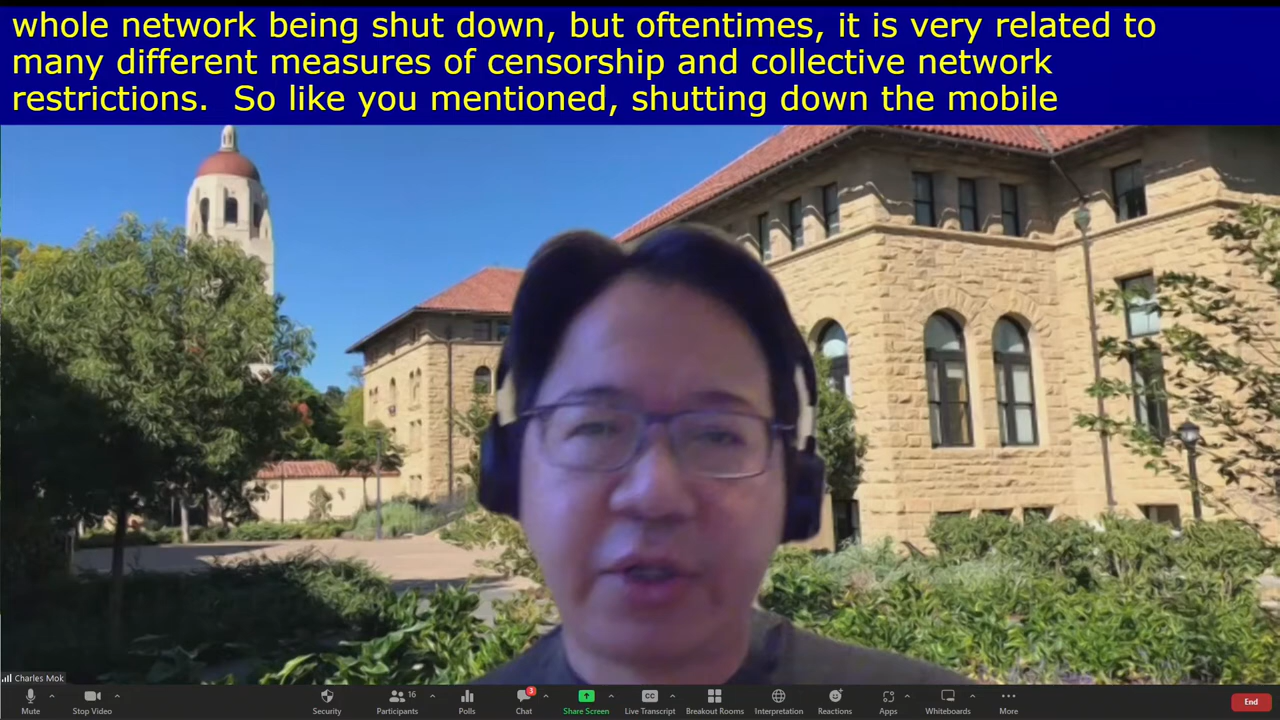 whole network being shut down, but oftentimes, it is very related to
many different measures of censorship and collective network
restrictions.  So like you mentioned, shutting down the mobile
Charles Mok
Mute
Stop Video
Security
16
Participants
Polls
3
Chat
Share Screen
CC
Live Transcript
Breakout Rooms
Interpretation
Reactions
Apps
Whiteboards
More
End